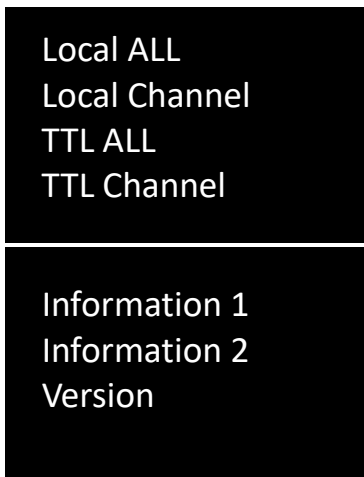 Local ALL
Local Channel
TTL ALL
TTL Channel
Information 1
Information 2
Version